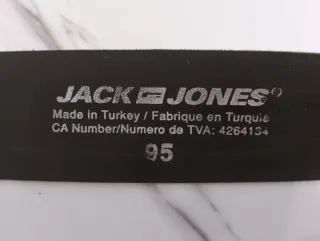 JACK & JONES®
Made in Turkey / Fabrique en Turquie
CA Number/Numero de TVA: 4264134
95